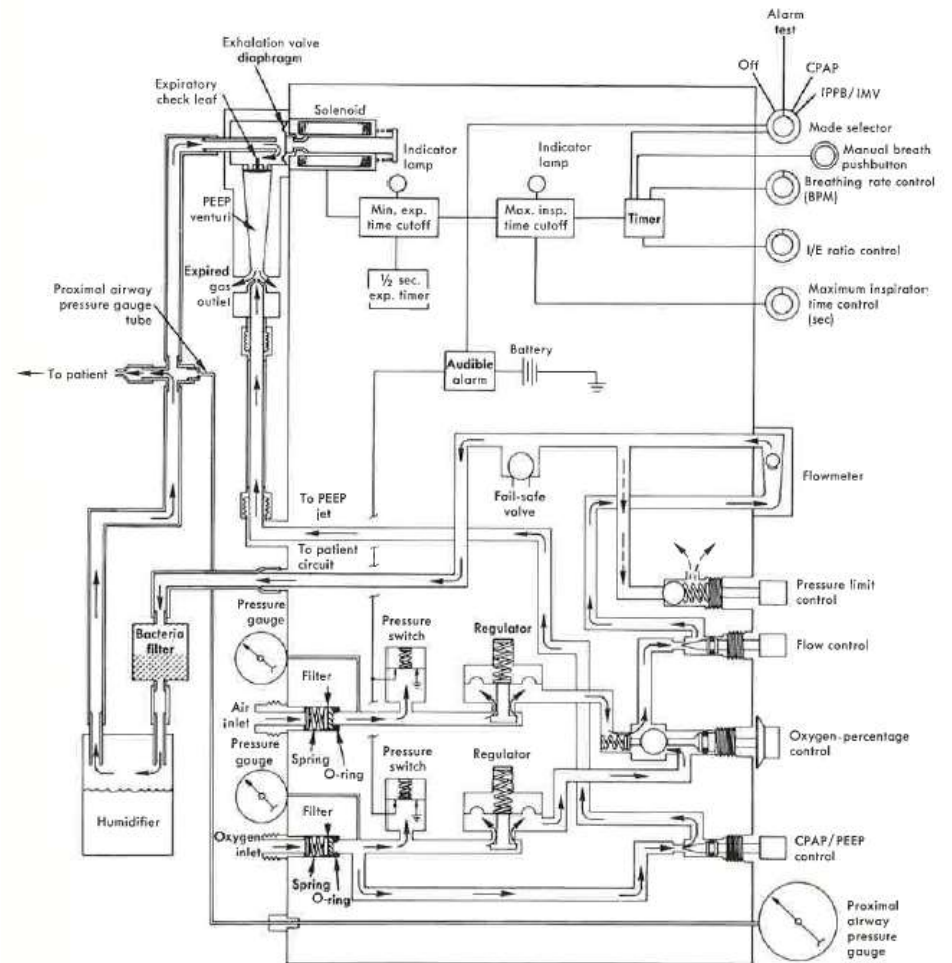 Alarm
test
Off
CPAP
IPPB/IMV
Mode selector
Manual breath
pushbutton
Breathing rate control
(BPM)
I/E ratio control
Maximum inspirator
time control
(sec)
Exhalation valve
diaphragm
Expiratory
check leaf
Solenoid
Indicator
lamp
Indicator
lamp
PEEP
venturi
Min. exp.
time cutoff
Max. insp.
time cutoff
Timer
½ sec.
exp. timer
Expired
gas
outlet
Proximal airway
pressure gauge
tube
To patient
Audible
alarm
Battery
Fail-safe
valve
Flowmeter
To PEEP
jet
To patient
circuit
Pressure limit
control
Pressure
gauge
Pressure
switch
Regulator
Flow control
Bacteria
filter
Filter
Air
inlet
Pressure
gauge
Spring
O-ring
Pressure
switch
Regulator
Oxygen-percentage
control
Humidifier
Filter
Oxygen
inlet
Spring
O-ring
CPAP/PEEP
control
Proximal
airway
pressure
gauge